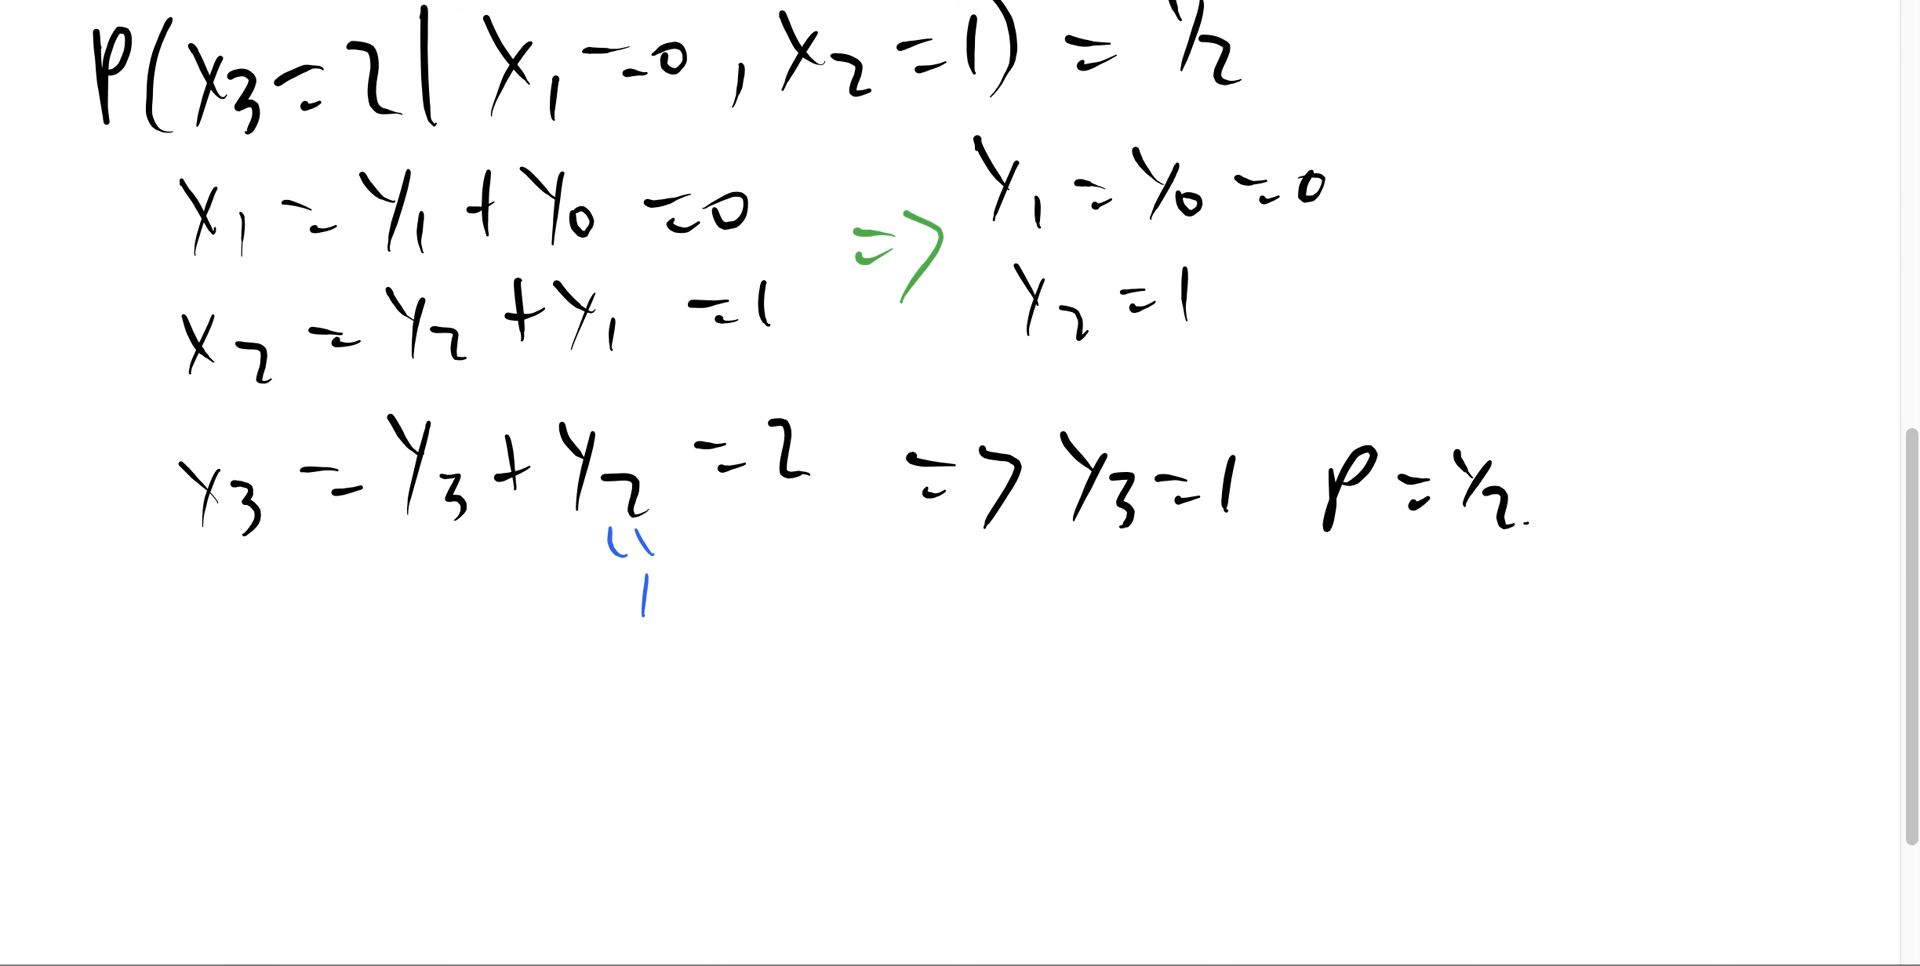 P(X₃=2 | X₁=0, X₂=1) = 1/2
X₁ = Y₁ + Y₀ = 0 => Y₁ = Y₀ = 0
X₂ = Y₂ + Y₁ = 1 Y₂ = 1
X₃ = Y₃ + Y₂ = 2 => Y₃ = 1 P = 1/2.
\\ \\
1